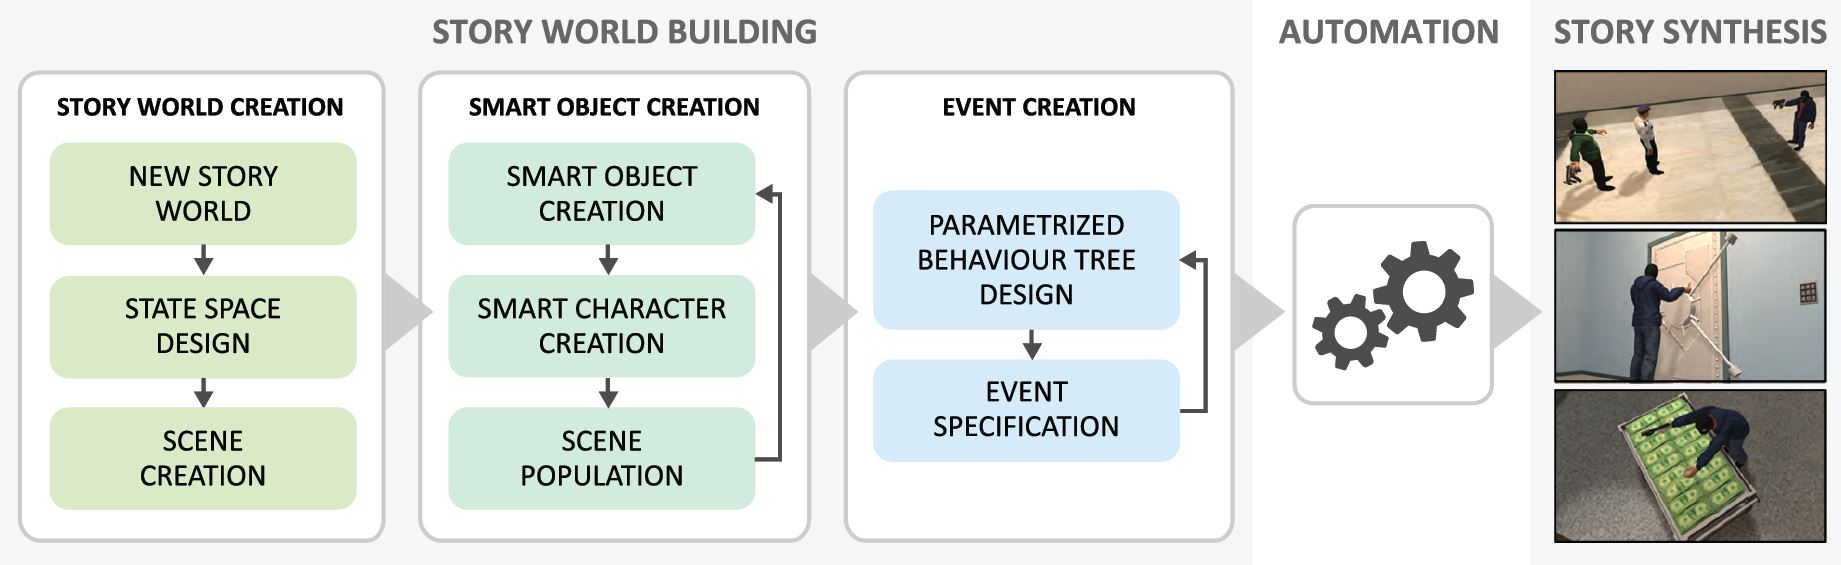 STORY WORLD BUILDING
STORY WORLD CREATION
NEW STORY
WORLD
STATE SPACE
DESIGN
SCENE
CREATION
SMART OBJECT CREATION
SMART OBJECT
CREATION
SMART CHARACTER
CREATION
SCENE
POPULATION
EVENT CREATION
PARAMETRIZED
BEHAVIOUR TREE
DESIGN
EVENT
SPECIFICATION
AUTOMATION
STORY SYNTHESIS